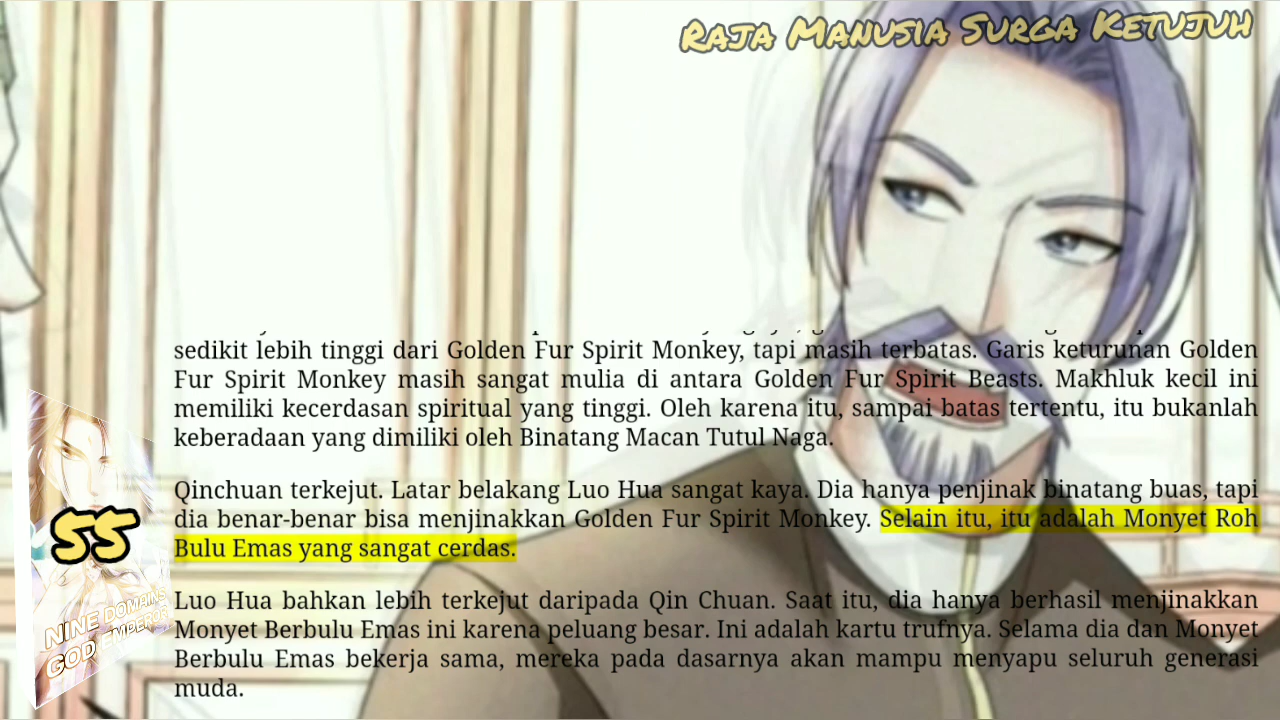 Raja Manusia Surga Ketujuh
sedikit lebih tinggi dari Golden Fur Spirit Monkey, tapi masih terbatas. Garis keturunan Golden
Fur Spirit Monkey masih sangat mulia di antara Golden Fur Spirit Beasts. Makhluk kecil ini
memiliki kecerdasan spiritual yang tinggi. Oleh karena itu, sampai batas tertentu, itu bukanlah
keberadaan yang dimiliki oleh Binatang Macan Tutul Naga.
Qinchuan terkejut. Latar belakang Luo Hua sangat kaya. Dia hanya penjinak binatang buas, tapi
dia benar-benar bisa menjinakkan Golden Fur Spirit Monkey. Selain itu, itu adalah Monyet Roh
Bulu Emas yang sangat cerdas.
Luo Hua bahkan lebih terkejut daripada Qin Chuan. Saat itu, dia hanya berhasil menjinakkan
Monyet Berbulu Emas ini karena peluang besar. Ini adalah kartu trufnya. Selama dia dan Monyet
Berbulu Emas bekerja sama, mereka pada dasarnya akan mampu menyapu seluruh generasi
muda.
55
NINE DOMAINS
GOD EMPEROR